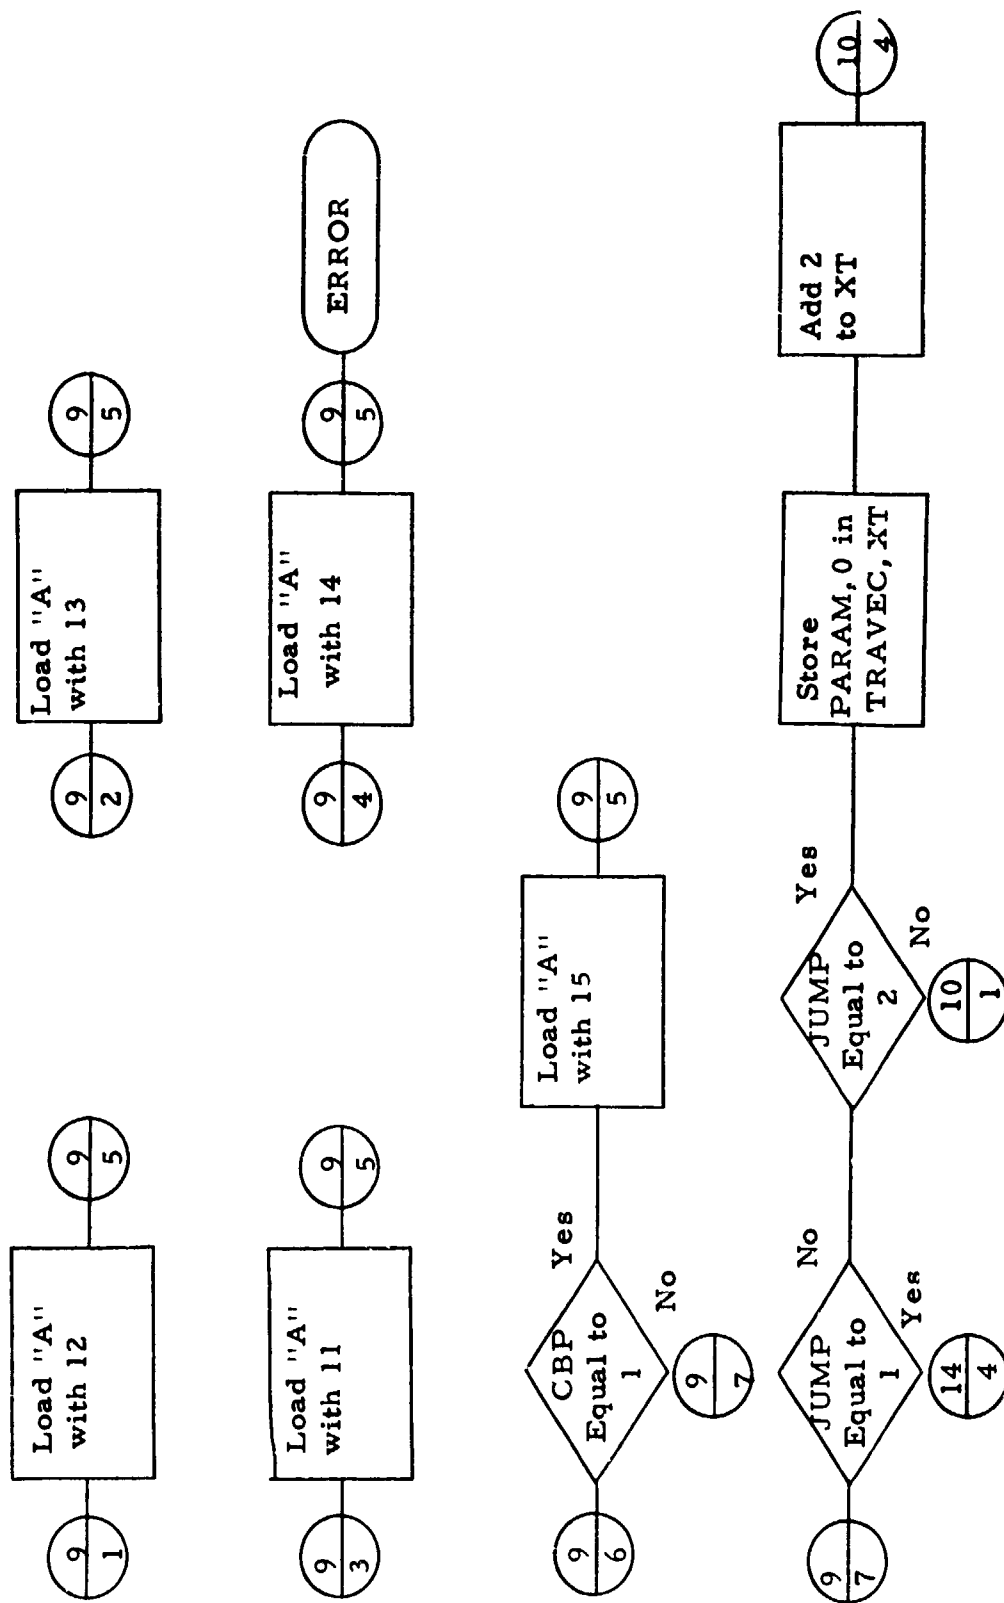 9
1
Load "A"
with 12
9
5
9
2
Load "A"
with 13
9
5
9
3
Load "A"
with 11
9
5
9
4
Load "A"
with 14
9
5
ERROR
9
6
CBP
Equal to
1
Yes
No
9
7
Load "A"
with 15
9
5
9
7
JUMP
Equal to
1
No
Yes
14
4
JUMP
Equal to
2
Yes
No
10
1
Store
PARAM, 0 in
TRAVEC, XT
Add 2
to XT
10
4